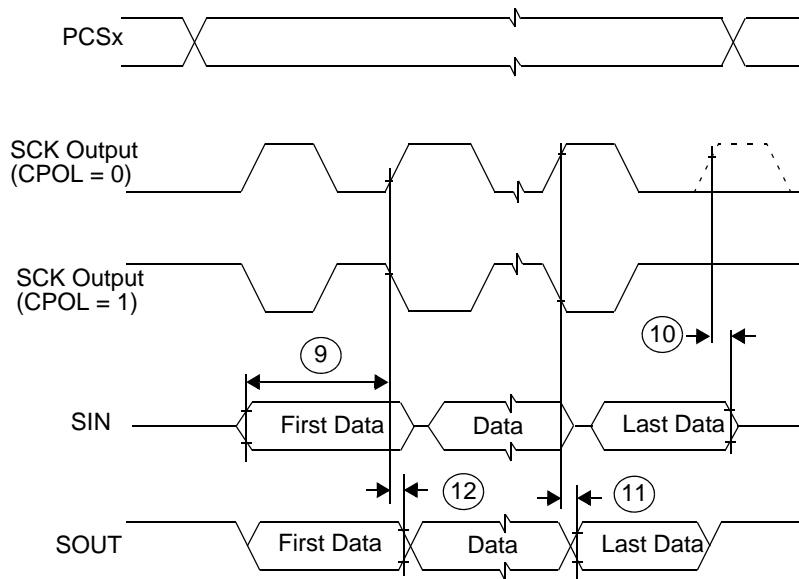 PCSx
SCK Output
(CPOL = 0)
SCK Output
(CPOL = 1)
10
9
SIN
First Data
Data
Last Data
12
11
SOUT
First Data
Data
Last Data